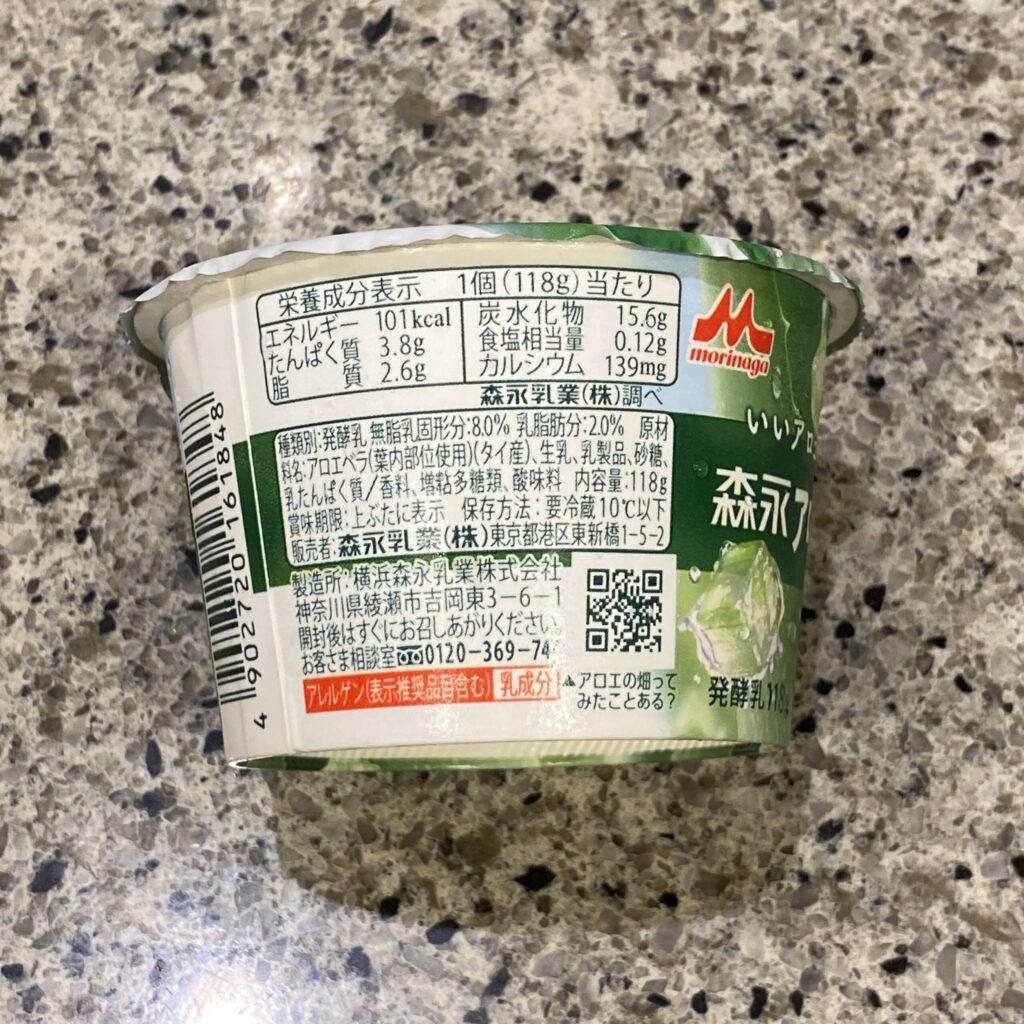 栄養成分表示 1個(118g)当たり
エネルギー 101kcal
たんぱく質 3.8g
脂質 2.6g
炭水化物 15.6g
食塩相当量 0.12g
カルシウム 139mg
森永乳業(株)調べ
種類別:発酵乳 無脂乳固形分:8.0% 乳脂肪分:2.0% 原材
料名:アロエベラ(葉内部位使用)(タイ産)、生乳、乳製品、砂糖、
乳たんぱく質/香料、増粘多糖類、酸味料 内容量:118g
賞味期限:上ぶたに表示 保存方法:要冷蔵10℃以下
販売者:森永乳業(株)東京都港区東新橋1-5-2
製造所:横浜森永乳業株式会社
神奈川県綾瀬市吉岡東3-6-1
開封後はすぐにお召しあがりください
お客さま相談室 0120-369-74
アレルゲン(表示推奨品目含む) 乳成分
▲アロエの畑って
みたことある?
morinaga
いいアロ
森永ア
発酵乳 118g
4 902720 161848